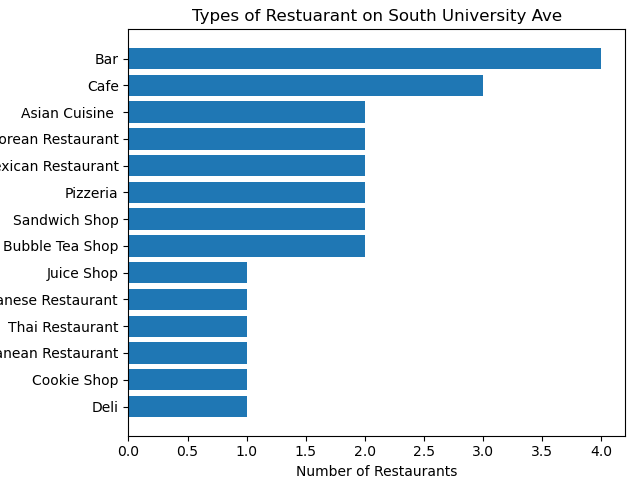 Types of Restuarant on South University Ave
Bar
Cafe
Asian Cuisine
orean Restaurant
exican Restaurant
Pizzeria
Sandwich Shop
Bubble Tea Shop
Juice Shop
anese Restaurant
Thai Restaurant
anean Restaurant
Cookie Shop
Deli
0.0 0.5 1.0 1.5 2.0 2.5 3.0 3.5 4.0
Number of Restaurants